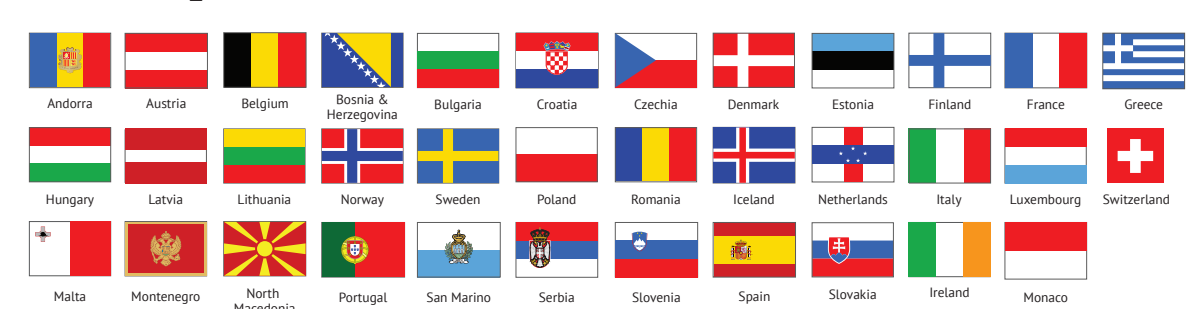 Andorra Austria Belgium Bosnia & Herzegovina Bulgaria Croatia Czechia Denmark Estonia Finland France Greece
Hungary Latvia Lithuania Norway Sweden Poland Romania Iceland Netherlands Italy Luxembourg Switzerland
Malta Montenegro North Macedonia Portugal San Marino Serbia Slovenia Spain Slovakia Ireland Monaco